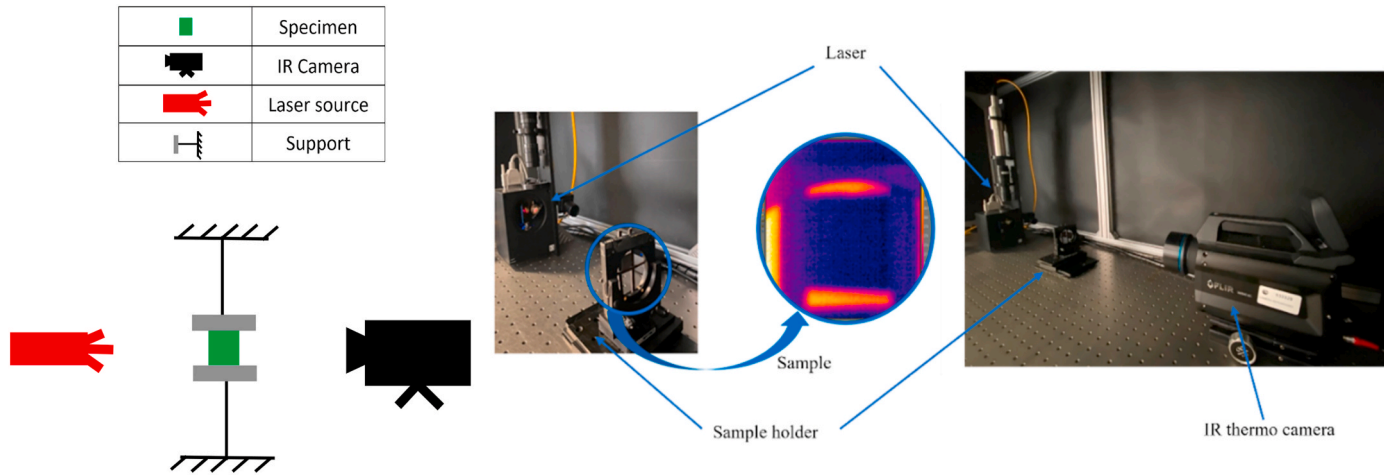 Specimen
IR Camera
Laser source
Support
Laser
Sample
Sample holder
IR thermo camera
FLIR